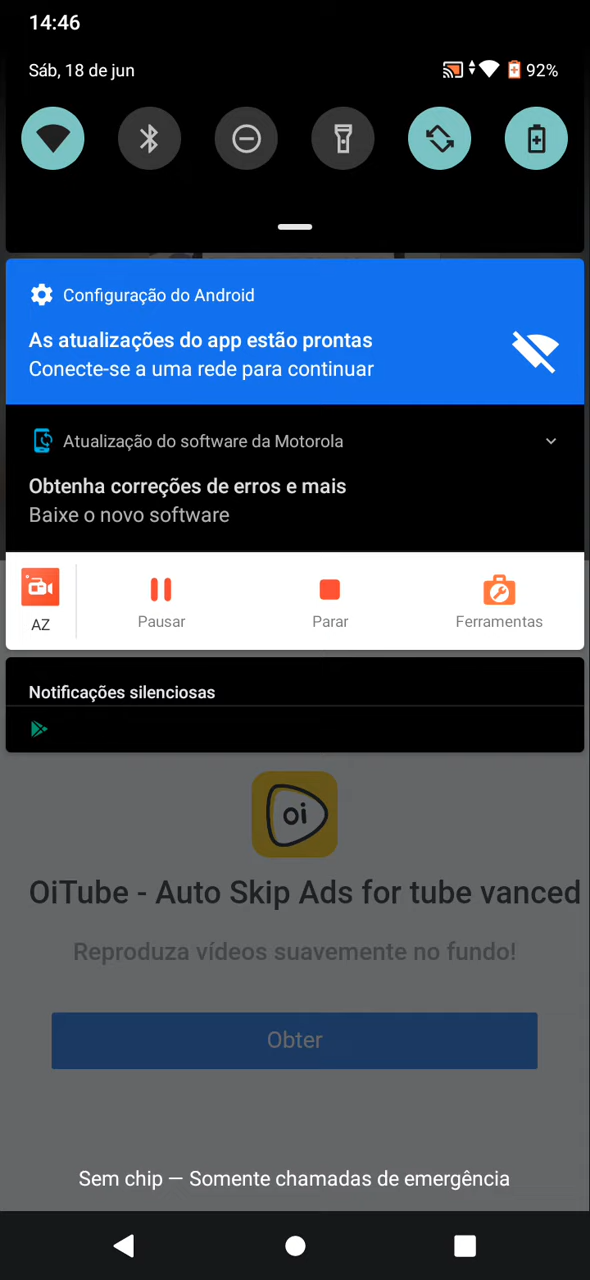 14:46
Sáb, 18 de jun
92%
Configuração do Android
As atualizações do app estão prontas
Conecte-se a uma rede para continuar
Atualização do software da Motorola
Obtenha correções de erros e mais
Baixe o novo software
AZ
Pausar
Parar
Ferramentas
Notificações silenciosas
oi
OiTube - Auto Skip Ads for tube vanced
Reproduza vídeos suavemente no fundo!
Obter
Sem chip — Somente chamadas de emergência